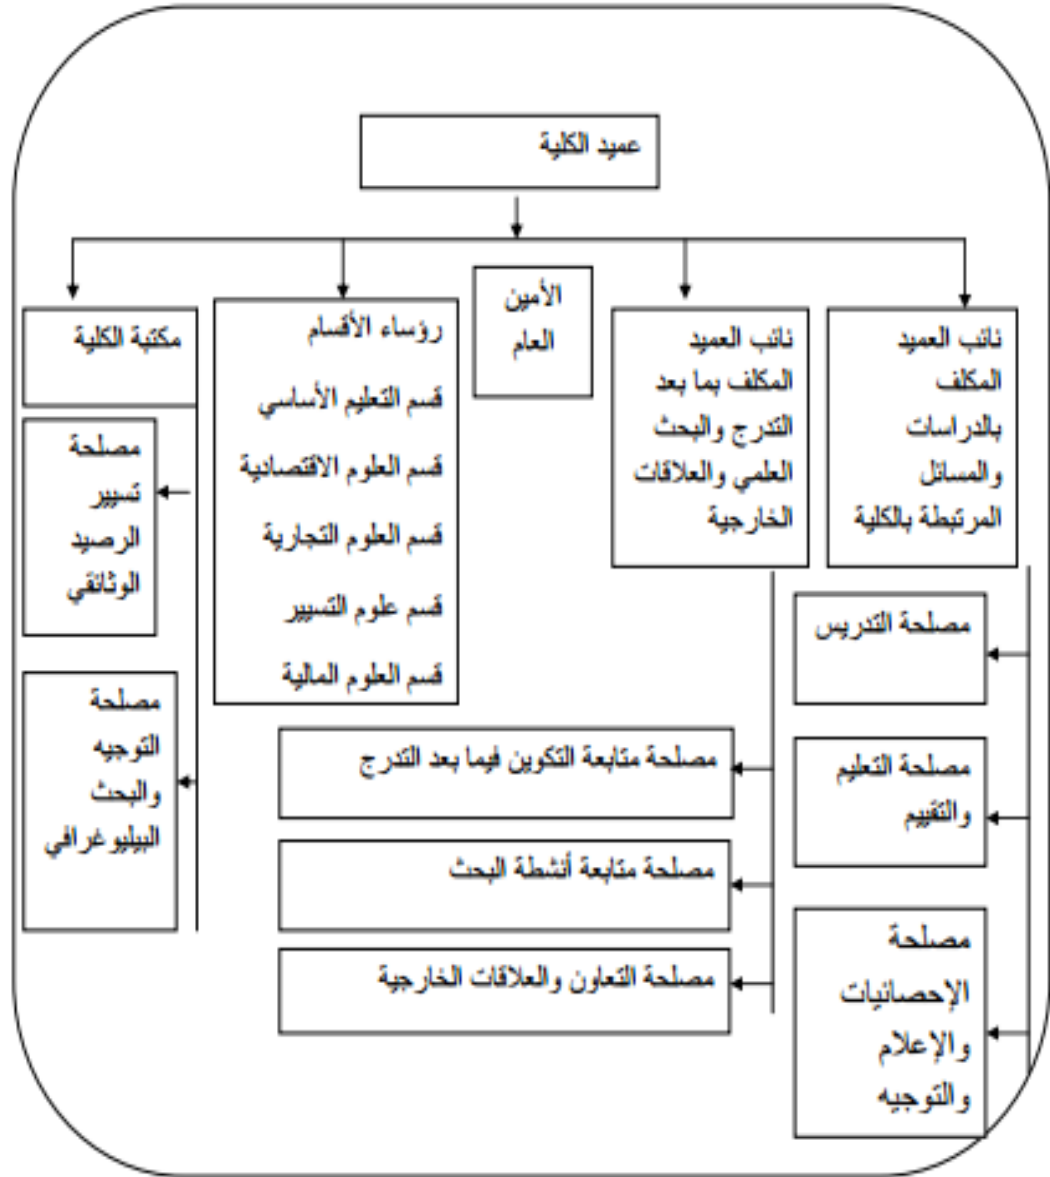 عميد الكلية
نائب العميد
المكلف
بالدراسات
والمسائل
المرتبطة بالكلية
نائب العميد
المكلف بما بعد
التدرج والبحث
العلمي والعلاقات
الخارجية
الأمين
العام
رؤساء الأقسام
قسم التعليم الأساسي
قسم العلوم الاقتصادية
قسم العلوم التجارية
قسم علوم التسيير
قسم العلوم المالية
مكتبة الكلية
مصلحة التدريس
مصلحة التعليم
والتقييم
مصلحة
الإحصائيات
والإعلام
والتوجيه
مصلحة متابعة التكوين فيما بعد التدرج
مصلحة متابعة أنشطة البحث
مصلحة التعاون والعلاقات الخارجية
مصلحة
تسيير
الرصيد
الوثائقي
مصلحة
التوجيه
والبحث
البيليوغرافي